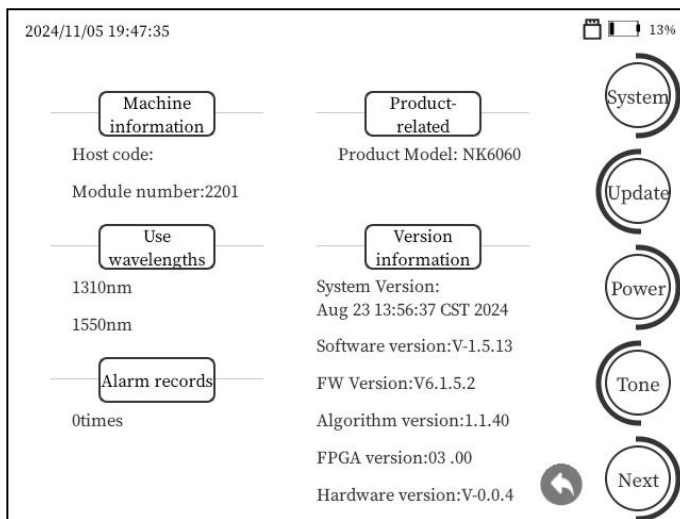 2024/11/05 19:47:35
13%
Machine
information
Host code:
Module number:2201
Use
wavelengths
1310nm
1550nm
Alarm records
0times
Product-
related
Product Model: NK6060
Version
information
System Version:
Aug 23 13:56:37 CST 2024
Software version:V-1.5.13
FW Version:V6.1.5.2
Algorithm version:1.1.40
FPGA version:03 .00
Hardware version:V-0.0.4
System
Update
Power
Tone
Next